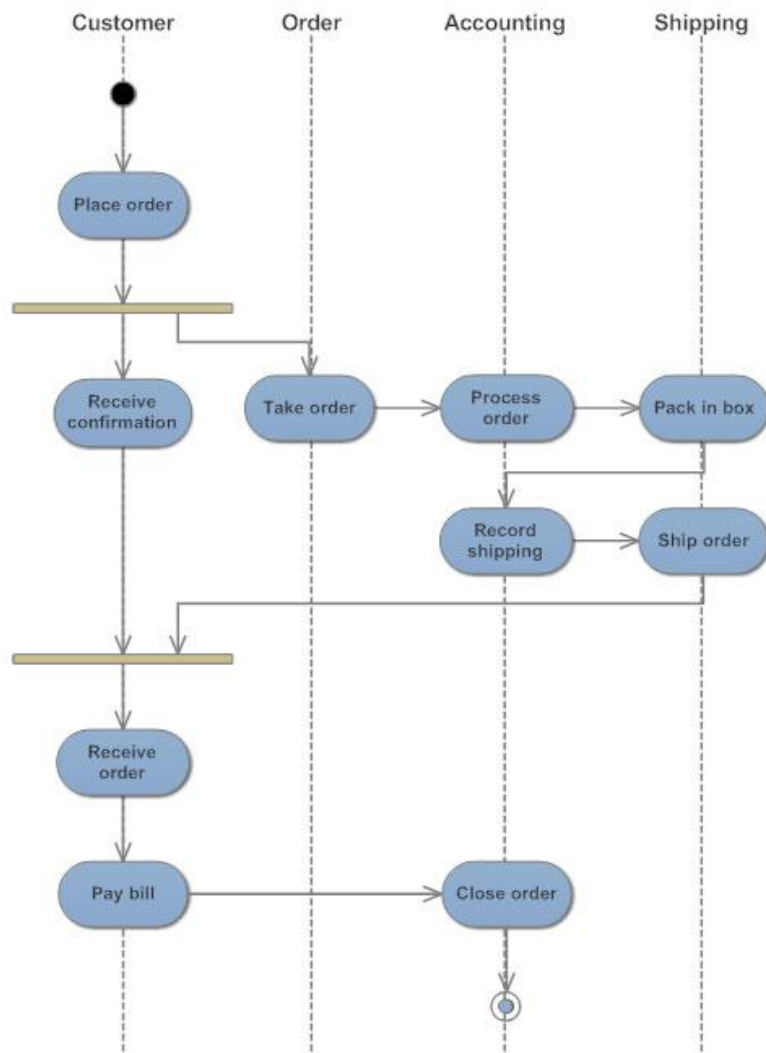 Customer
Order
Accounting
Shipping
Place order
Receive
confirmation
Take order
Process
order
Pack in box
Record
shipping
Ship order
Receive
order
Pay bill
Close order